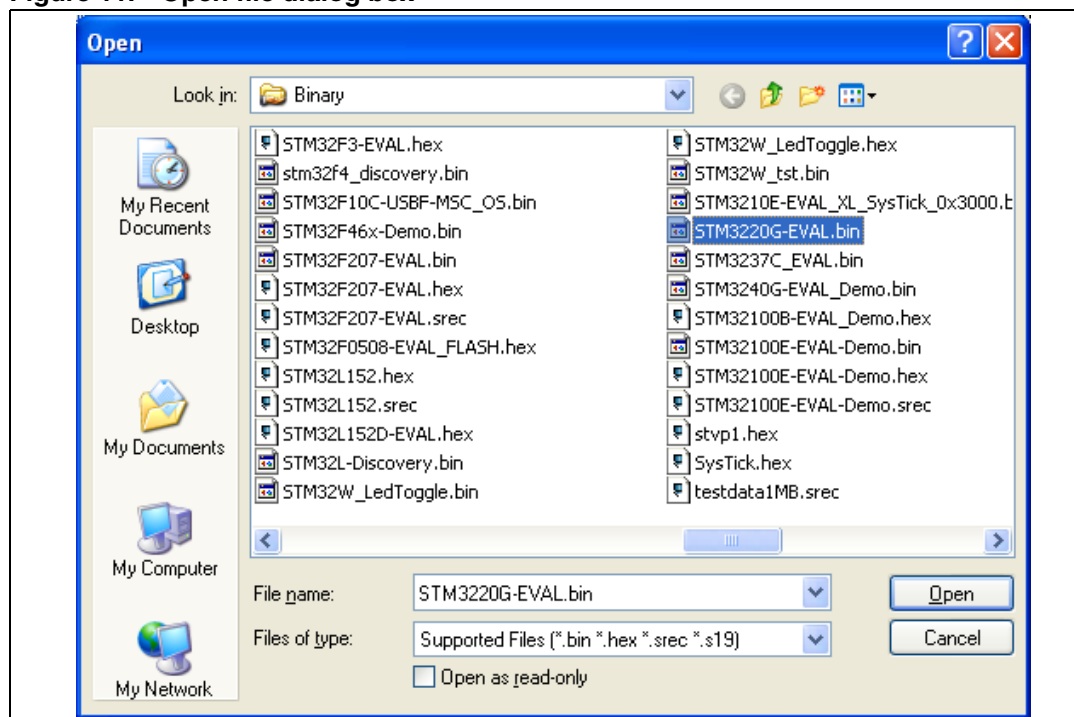 Open
Look in:
Binary
My Recent
Documents
Desktop
My Documents
My Computer
My Network
STM32F3-EVAL.hex
stm32f4_discovery.bin
STM32F10C-USBF-MSC_OS.bin
STM32F46x-Demo.bin
STM32F207-EVAL.bin
STM32F207-EVAL.hex
STM32F207-EVAL.srec
STM32F0508-EVAL_FLASH.hex
STM32L152.hex
STM32L152.srec
STM32L152D-EVAL.hex
STM32L-Discovery.bin
STM32W_LedToggle.bin
STM32W_LedToggle.hex
STM32W_tst.bin
STM3210E-EVAL_XL_SysTick_0x3000.b
STM3220G-EVAL.bin
STM3237C_EVAL.bin
STM3240G-EVAL_Demo.bin
STM32100B-EVAL_Demo.hex
STM32100E-EVAL-Demo.bin
STM32100E-EVAL-Demo.hex
STM32100E-EVAL-Demo.srec
stvp1.hex
SysTick.hex
testdata1MB.srec
File name:
STM3220G-EVAL.bin
Open
Files of type:
Supported Files (*.bin *.hex *.srec *.s19)
Cancel
Open as read-only